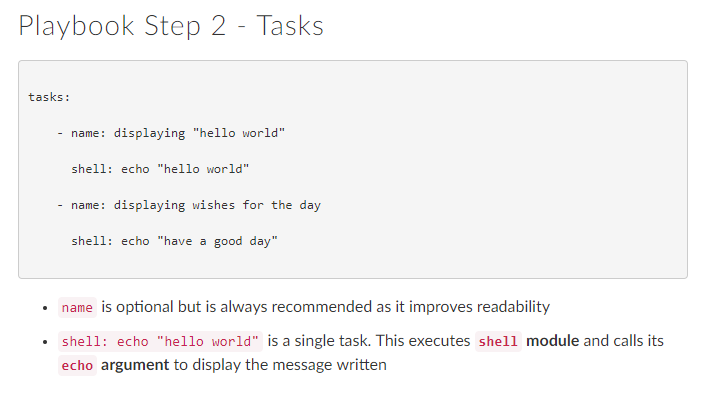 Playbook Step 2 - Tasks
tasks:
- name: displaying "hello world"
shell: echo "hello world"
- name: displaying wishes for the day
shell: echo "have a good day"
• name is optional but is always recommended as it improves readability
• shell: echo "hello world" is a single task. This executes shell module and calls its
echo argument to display the message written